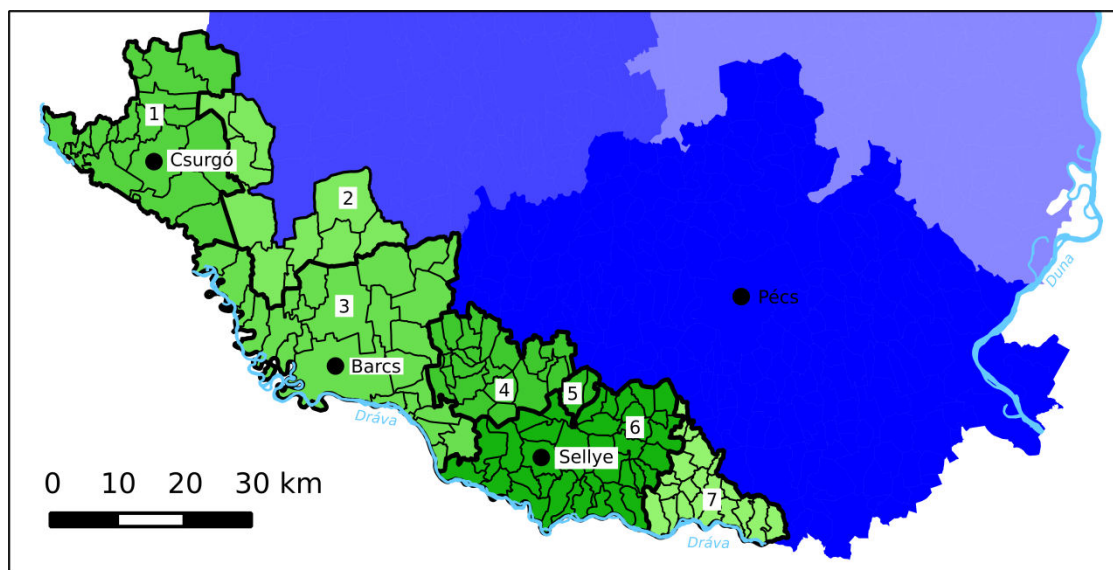 1
Csurgó
2
3
Barcs
Dráva
4
5
6
Sellye
7
Dráva
Pécs
Duna
0 10 20 30 km